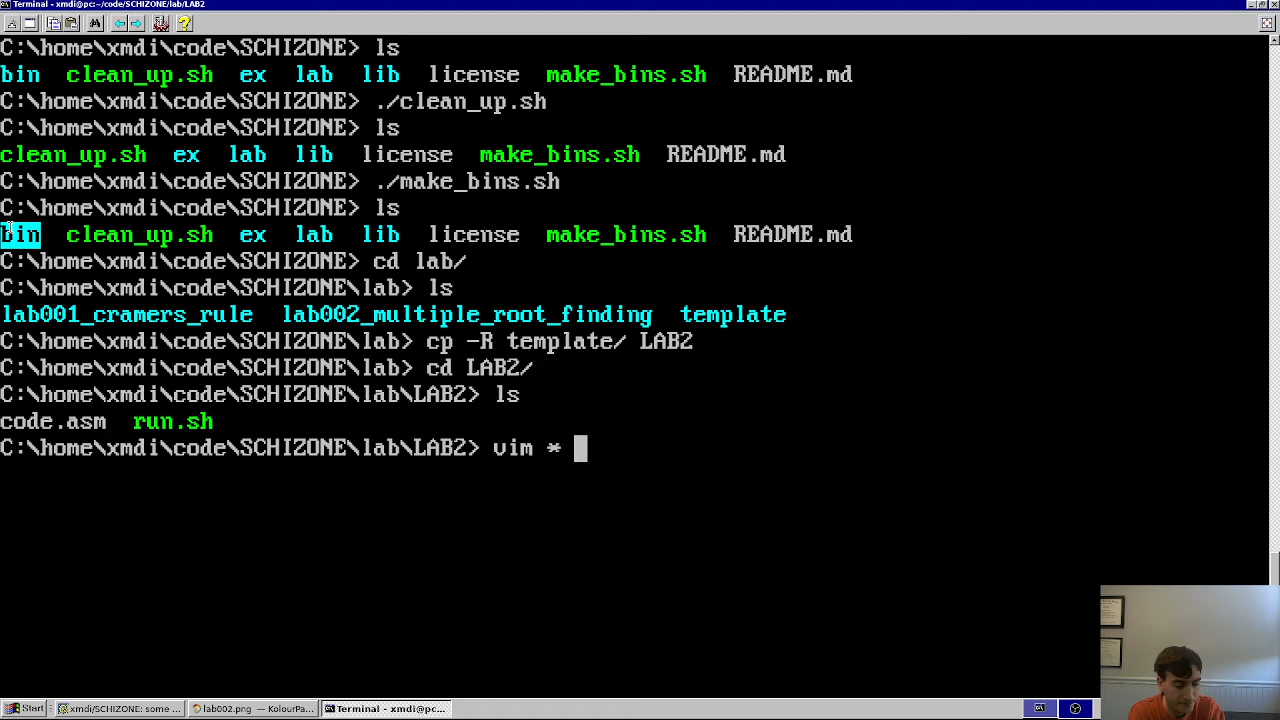 Terminal - xmdi@pc:~/code/SCHIZONE/lab/LAB2
C:\home\xmdi\code\SCHIZONE> ls
bin clean_up.sh ex lab lib license make_bins.sh README.md
C:\home\xmdi\code\SCHIZONE> ./clean_up.sh
C:\home\xmdi\code\SCHIZONE> ls
clean_up.sh ex lab lib license make_bins.sh README.md
C:\home\xmdi\code\SCHIZONE> ./make_bins.sh
C:\home\xmdi\code\SCHIZONE> ls
bin clean_up.sh ex lab lib license make_bins.sh README.md
C:\home\xmdi\code\SCHIZONE> cd lab/
C:\home\xmdi\code\SCHIZONE\lab> ls
lab001_cramers_rule lab002_multiple_root_finding template
C:\home\xmdi\code\SCHIZONE\lab> cp -R template/ LAB2
C:\home\xmdi\code\SCHIZONE\lab> cd LAB2/
C:\home\xmdi\code\SCHIZONE\lab\LAB2> ls
code.asm run.sh
C:\home\xmdi\code\SCHIZONE\lab\LAB2> vim *
Start xmdi/SCHIZONE: some ... lab002.png — KolourPa... Terminal - xmdi@pc:~/...